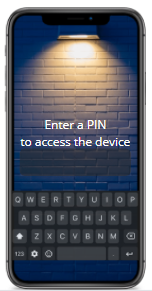 Enter a PIN
to access the device
Q W E R T Y U I O P
A S D F G H J K L
Z X C V B N M
123